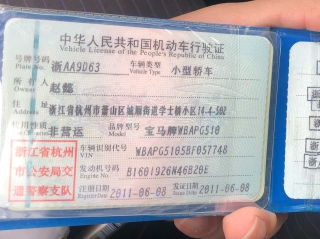 中华人民共和国机动车行驶证
Vehicle License of the People's Republic of China
号牌号码 浙AA9D63 车辆类型 小型轿车
Plate No. Vehicle Type
所有人 赵懿
Owner
住址 浙江省杭州市萧山区城厢街道学士桥小区14-4-502
Address
使用性质 非营运 品牌型号 宝马牌WBAPG510
Model
浙江省杭州
市公安局交
通警察支队
车辆识别代号 WBAPG5105BF057748
VIN
发动机号码 B1601926N46B20E
Engine No.
注册日期 2011-06-08 发证日期 2011-06-08
Register Date Issue Date